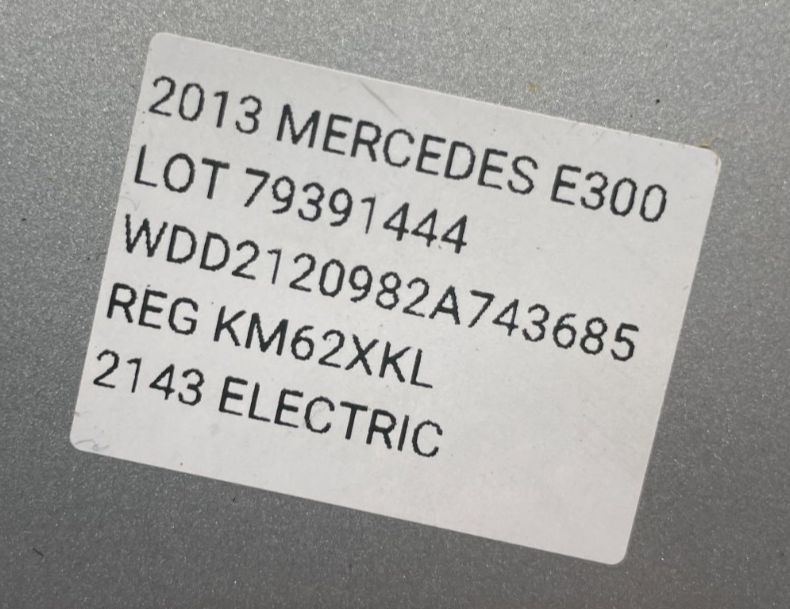 2013 MERCEDES E300
LOT 79391444
WDD2120982A743685
REG KM62XKL
2143 ELECTRIC